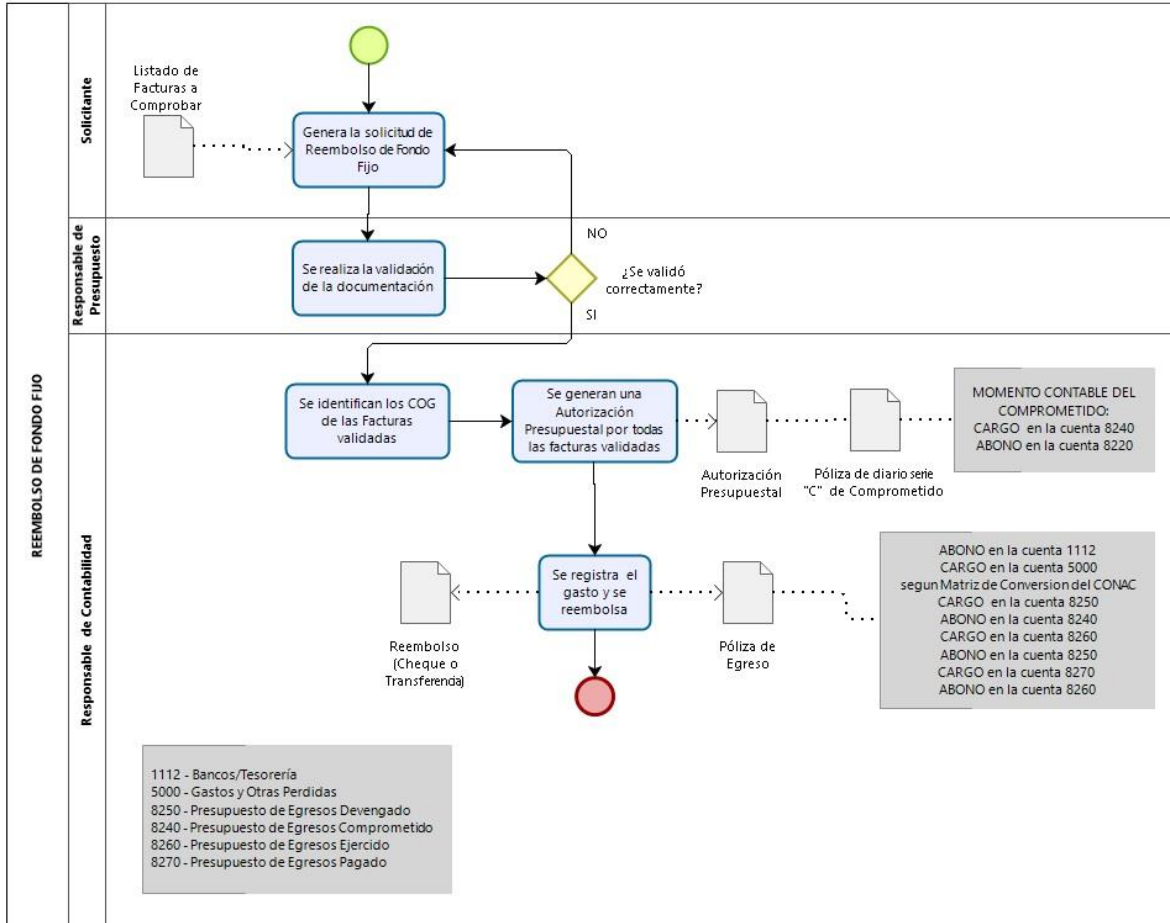 REEMBOLSO DE FONDO FIJO
Solicitante
Listado de
Facturas a
Comprobar
Genera la solicitud de
Reembolso de Fondo
Fijo
Responsable de
Presupuesto
Se realiza la validación
de la documentación
NO
¿Se validó
correctamente?
SI
Responsable de Contabilidad
Se identifican los COG
de las Facturas
validadas
Se generan una
Autorización
Presupuestal por todas
las facturas validadas
Autorización
Presupuestal
Póliza de diario serie
"C" de Comprometido
MOMENTO CONTABLE DEL
COMPROMETIDO:
CARGO en la cuenta 8240
ABONO en la cuenta 8220
Se registra el
gasto y se
reembolsa
Reembolso
(Cheque o
Transferencia)
Póliza de
Egreso
ABONO en la cuenta 1112
CARGO en la cuenta 5000
segun Matriz de Conversion del CONAC
CARGO en la cuenta 8250
ABONO en la cuenta 8240
CARGO en la cuenta 8260
ABONO en la cuenta 8250
CARGO en la cuenta 8270
ABONO en la cuenta 8260
1112 - Bancos/Tesorería
5000 - Gastos y Otras Perdidas
8250 - Presupuesto de Egresos Devengado
8240 - Presupuesto de Egresos Comprometido
8260 - Presupuesto de Egresos Ejercido
8270 - Presupuesto de Egresos Pagado